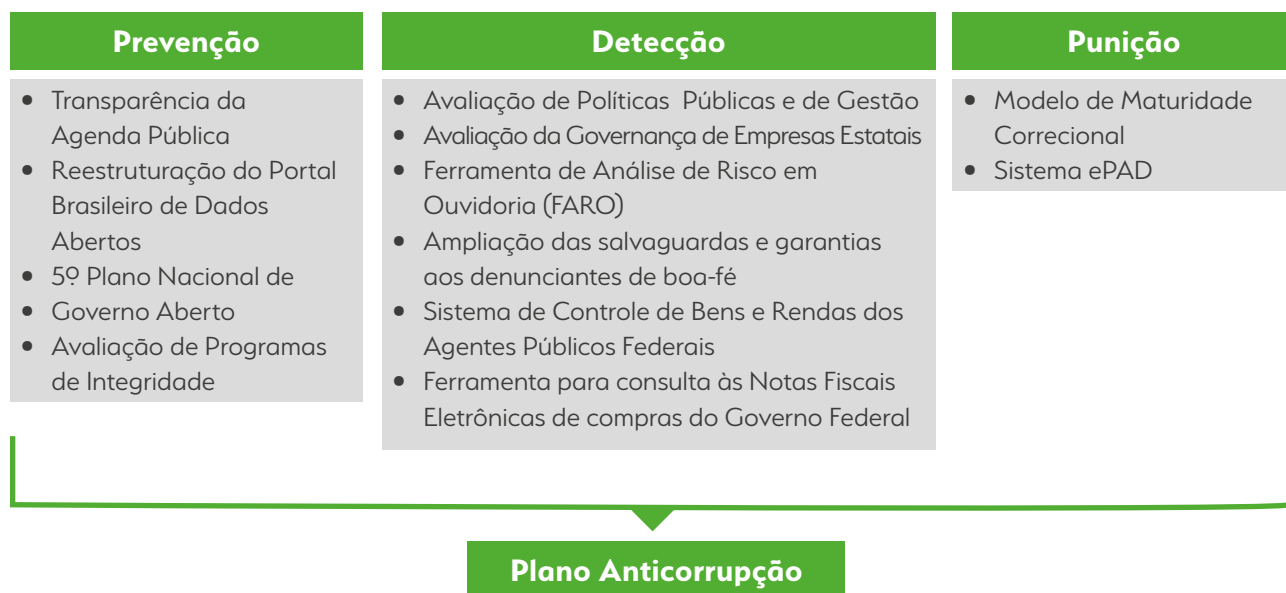 Prevenção
• Transparência da
Agenda Pública
• Reestruturação do Portal
Brasileiro de Dados
Abertos
• 5º Plano Nacional de
• Governo Aberto
• Avaliação de Programas
de Integridade
Detecção
• Avaliação de Políticas Públicas e de Gestão
• Avaliação da Governança de Empresas Estatais
• Ferramenta de Análise de Risco em
Ouvidoria (FARO)
• Ampliação das salvaguardas e garantias
aos denunciantes de boa-fé
• Sistema de Controle de Bens e Rendas dos
Agentes Públicos Federais
• Ferramenta para consulta às Notas Fiscais
Eletrônicas de compras do Governo Federal
Punição
• Modelo de Maturidade
Correcional
• Sistema ePAD
Plano Anticorrupção